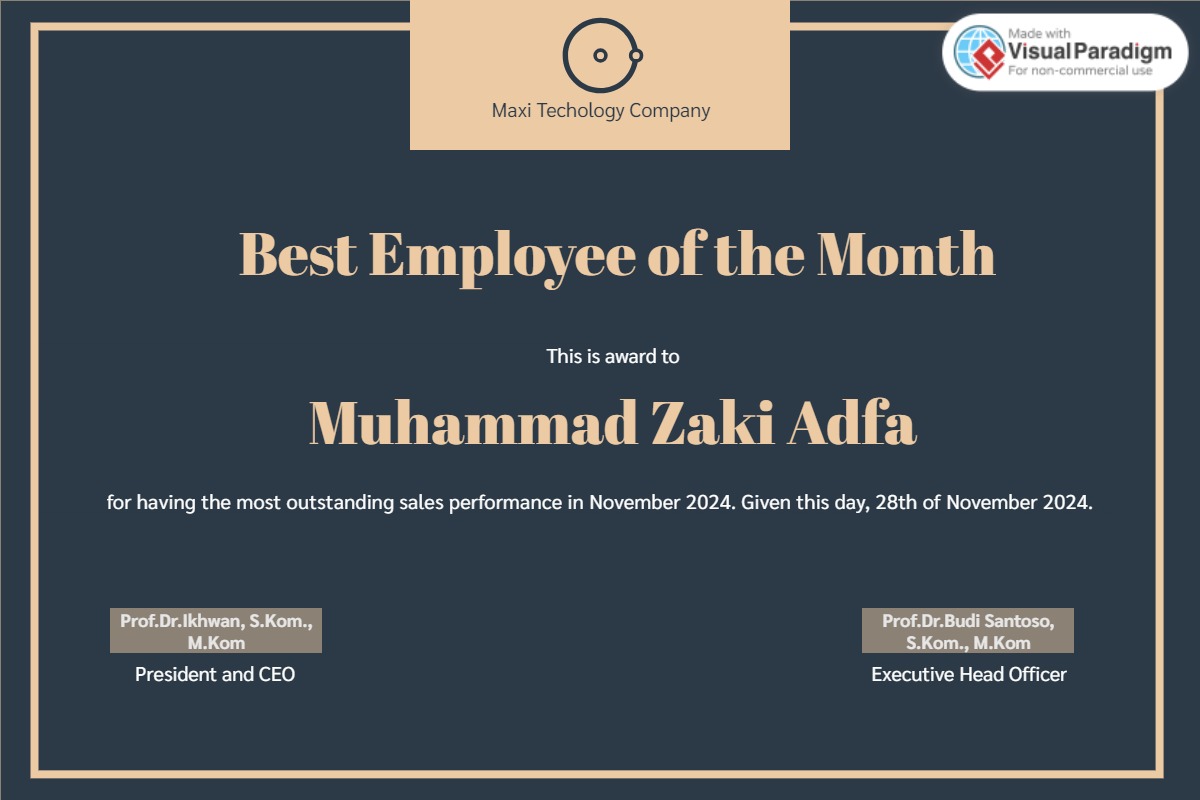 Made with
Visual Paradigm
For non-commercial use
Maxi Techology Company
Best Employee of the Month
This is award to
Muhammad Zaki Adfa
for having the most outstanding sales performance in November 2024. Given this day, 28th of November 2024.
Prof.Dr.Ikhwan, S.Kom.,
M.Kom
President and CEO
Prof.Dr.Budi Santoso,
S.Kom., M.Kom
Executive Head Officer